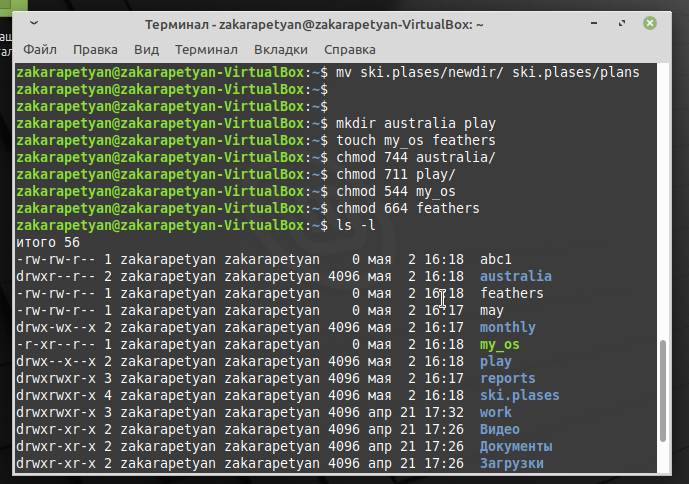 Терминал - zakarapetyan@zakarapetyan-VirtualBox: ~
Файл Правка Вид Терминал Вкладки Справка
zakarapetyan@zakarapetyan-VirtualBox:~$ mv ski.plases/newdir/ ski.plases/plans
zakarapetyan@zakarapetyan-VirtualBox:~$
zakarapetyan@zakarapetyan-VirtualBox:~$
zakarapetyan@zakarapetyan-VirtualBox:~$ mkdir australia play
zakarapetyan@zakarapetyan-VirtualBox:~$ touch my_os feathers
zakarapetyan@zakarapetyan-VirtualBox:~$ chmod 744 australia/
zakarapetyan@zakarapetyan-VirtualBox:~$ chmod 711 play/
zakarapetyan@zakarapetyan-VirtualBox:~$ chmod 544 my_os
zakarapetyan@zakarapetyan-VirtualBox:~$ chmod 664 feathers
zakarapetyan@zakarapetyan-VirtualBox:~$ ls -l
итого 56
-rw-rw-r-- 1 zakarapetyan zakarapetyan 0 мая 2 16:18 abc1
drwxr--r-- 2 zakarapetyan zakarapetyan 4096 мая 2 16:18 australia
-rw-rw-r-- 1 zakarapetyan zakarapetyan 0 мая 2 16:18 feathers
-rw-rw-r-- 1 zakarapetyan zakarapetyan 0 мая 2 16:17 may
drwx-wx--x 2 zakarapetyan zakarapetyan 4096 мая 2 16:17 monthly
-r-xr--r-- 1 zakarapetyan zakarapetyan 0 мая 2 16:18 my_os
drwx--x--x 2 zakarapetyan zakarapetyan 4096 мая 2 16:18 play
drwxrwxr-x 3 zakarapetyan zakarapetyan 4096 мая 2 16:17 reports
drwxrwxr-x 4 zakarapetyan zakarapetyan 4096 мая 2 16:18 ski.plases
drwxrwxr-x 3 zakarapetyan zakarapetyan 4096 апр 21 17:32 work
drwxr-xr-x 2 zakarapetyan zakarapetyan 4096 апр 21 17:26 Видео
drwxr-xr-x 2 zakarapetyan zakarapetyan 4096 апр 21 17:26 Документы
drwxr-xr-x 2 zakarapetyan zakarapetyan 4096 апр 21 17:26 Загрузки